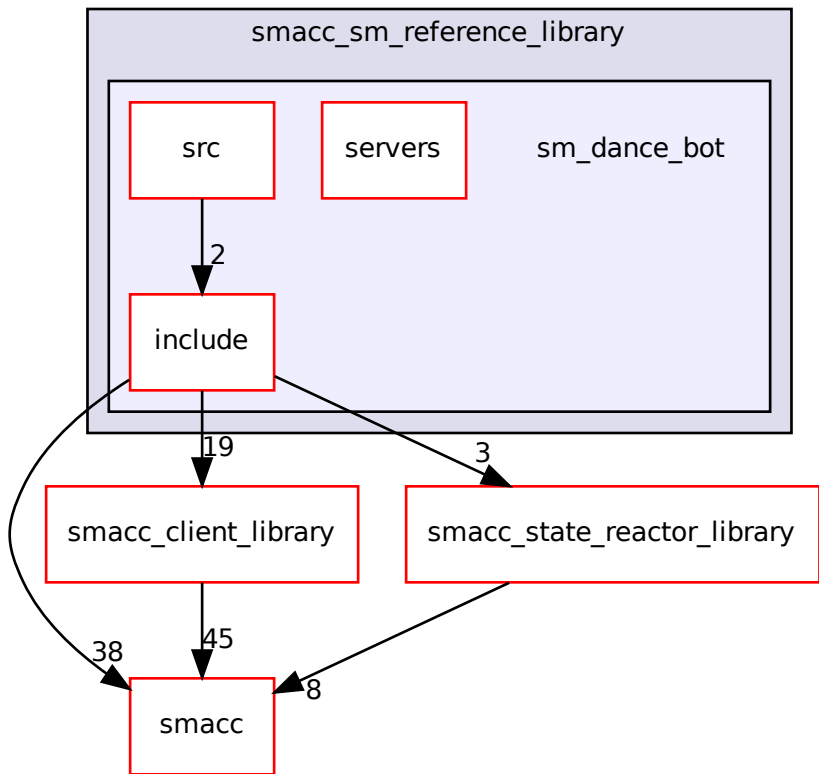 smacc_sm_reference_library
src
servers
sm_dance_bot
2
include
19
3
smacc_client_library
smacc_state_reactor_library
38
45
8
smacc